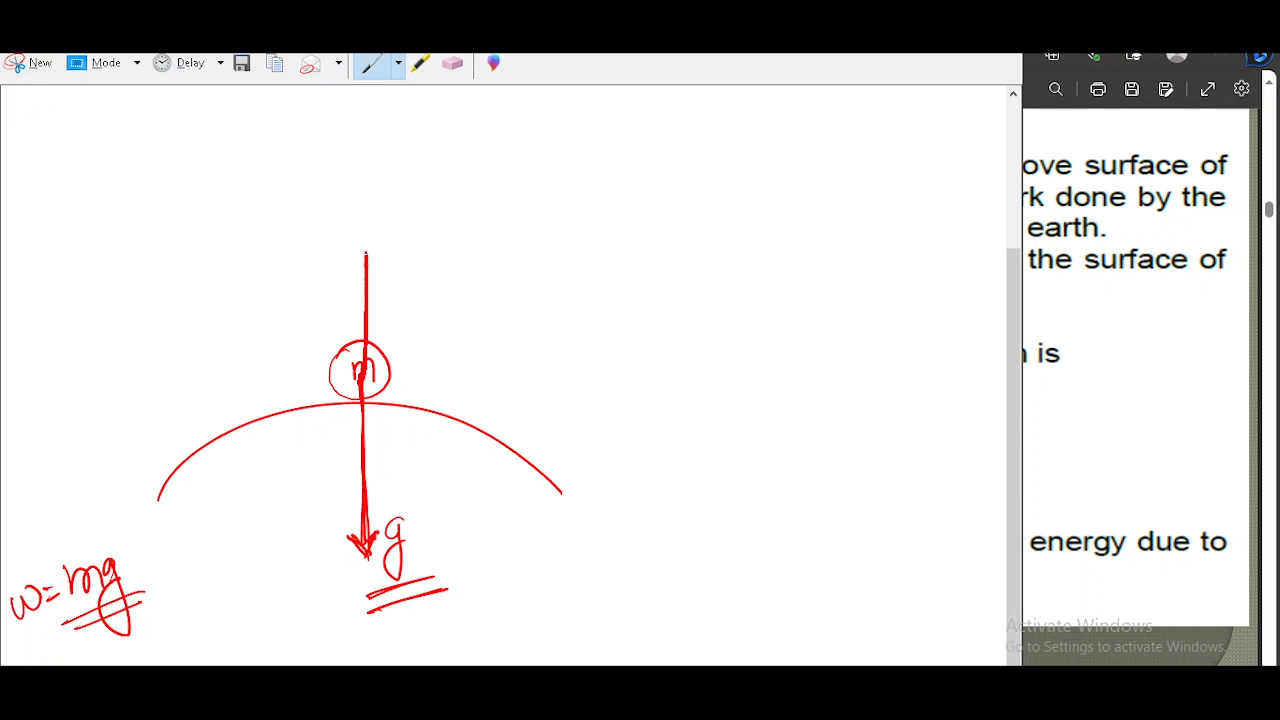 New Mode Delay
ove surface of
rk done by the
earth.
the surface of
m
n is
g
energy due to
w=mg
Activate Windows
Go to Settings to activate Windows.